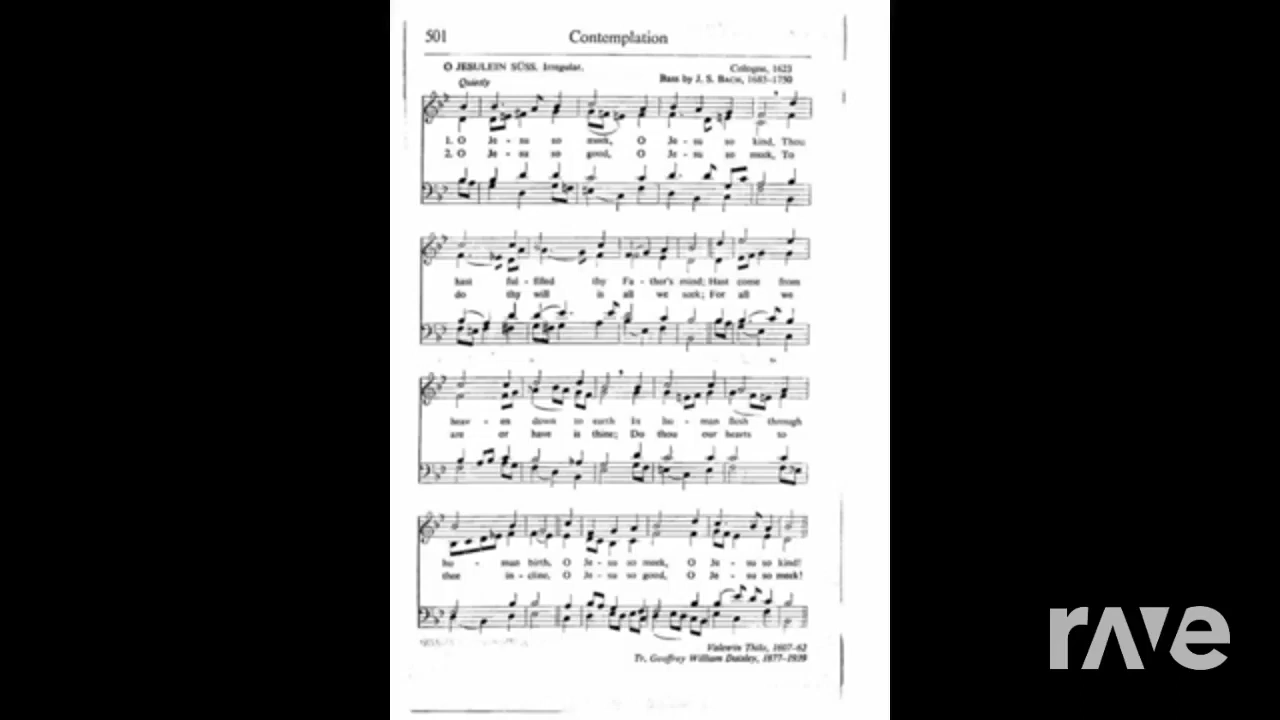 501 Contemplation
O JESULEIN SÜSS. Irregular. Cologne, 1623
Quietly Bass by J. S. BACH, 1685–1750
1. O Je - su so meek, O Je - su so kind, Thou
2. O Je - su so good, O Je - su so meek, To
hast ful - filled thy Fa - ther's mind; Hast come from
do thy will is all we seek; For all we
heav - en down to earth In hu - man flesh through
are or have is thine; Do thou our hearts to
hu - man birth, O Je - su so meek, O Je - su so kind!
thee in - cline, O Je - su so good, O Je - su so meek!
Valentin Thilo, 1607–62
Tr. Geoffrey William Daisley, 1877–1939
rave